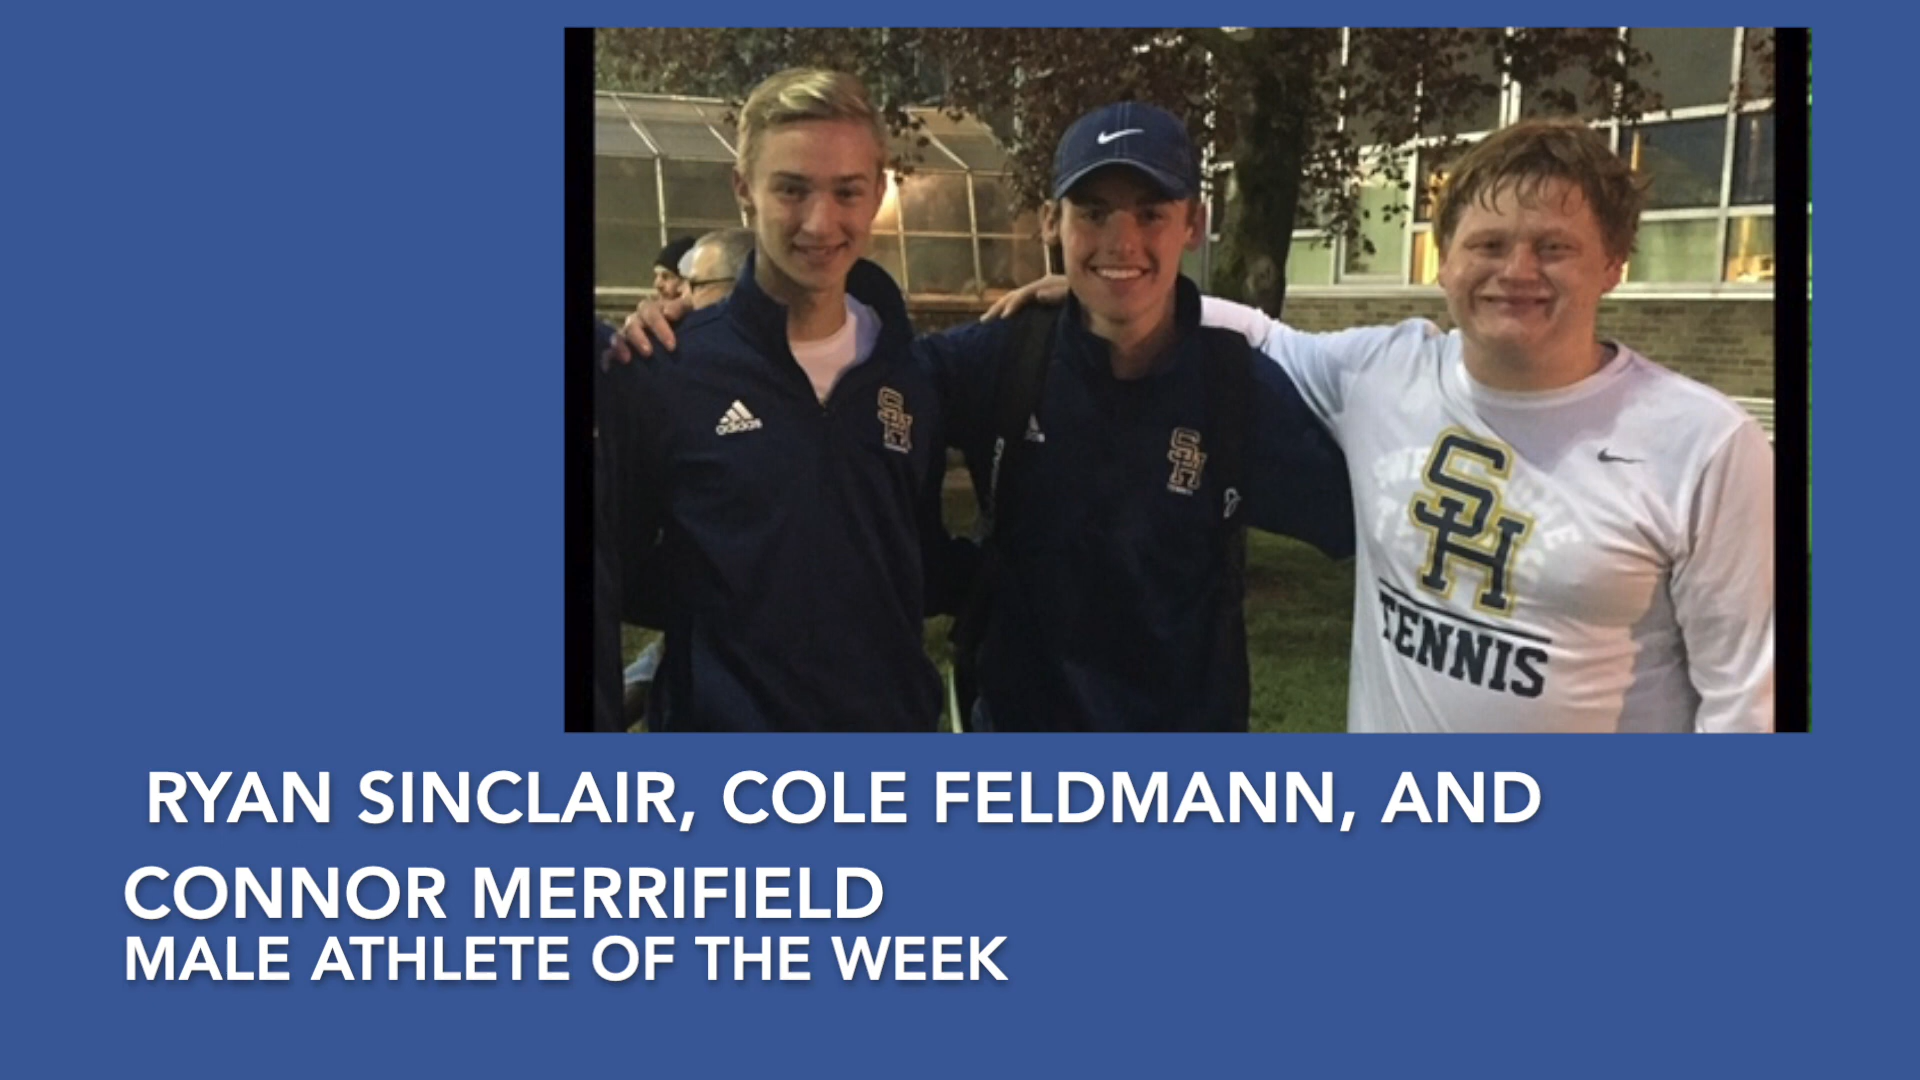 adidas
SH
SH
SH
TENNIS
RYAN SINCLAIR, COLE FELDMANN, AND
CONNOR MERRIFIELD
MALE ATHLETE OF THE WEEK